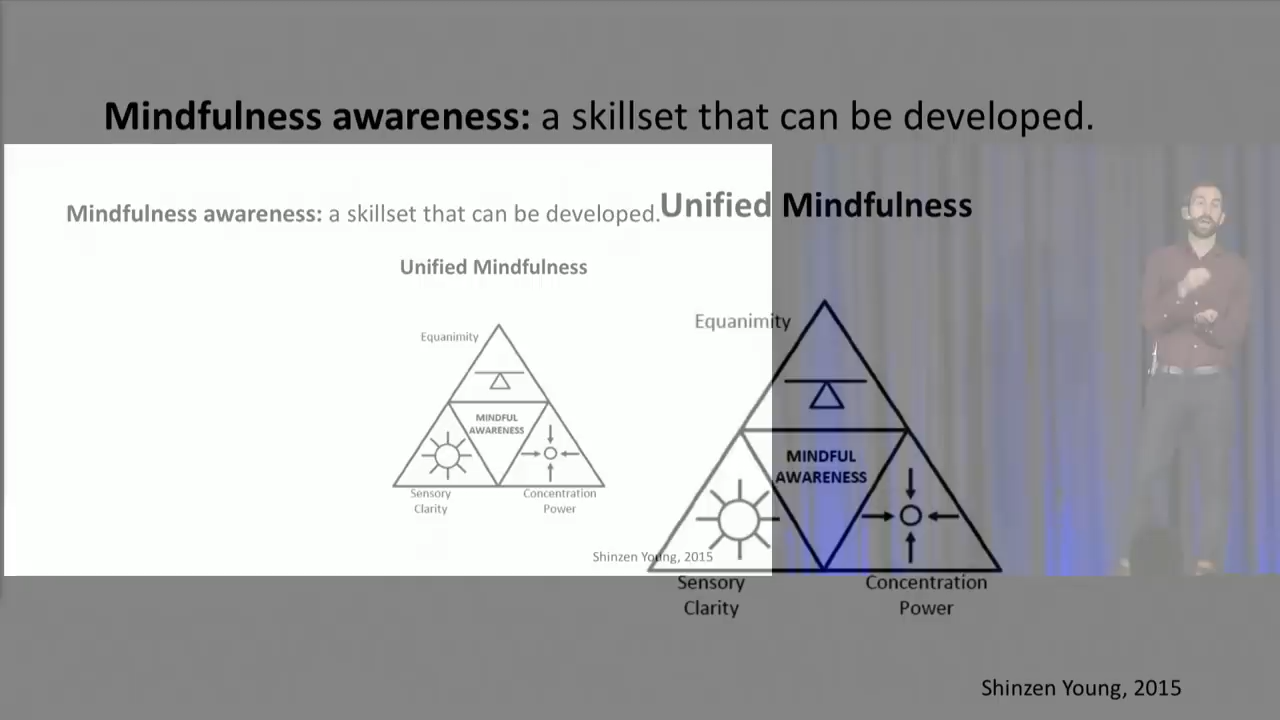 Mindfulness awareness: a skillset that can be developed.
Unified Mindfulness
Equanimity
MINDFUL
AWARENESS
Sensory
Clarity
Concentration
Power
Shinzen Young, 2015
Mindfulness awareness: a skillset that can be developed.
Unified Mindfulness
Equanimity
MINDFUL
AWARENESS
Sensory
Clarity
Concentration
Power
Shinzen Young, 2015